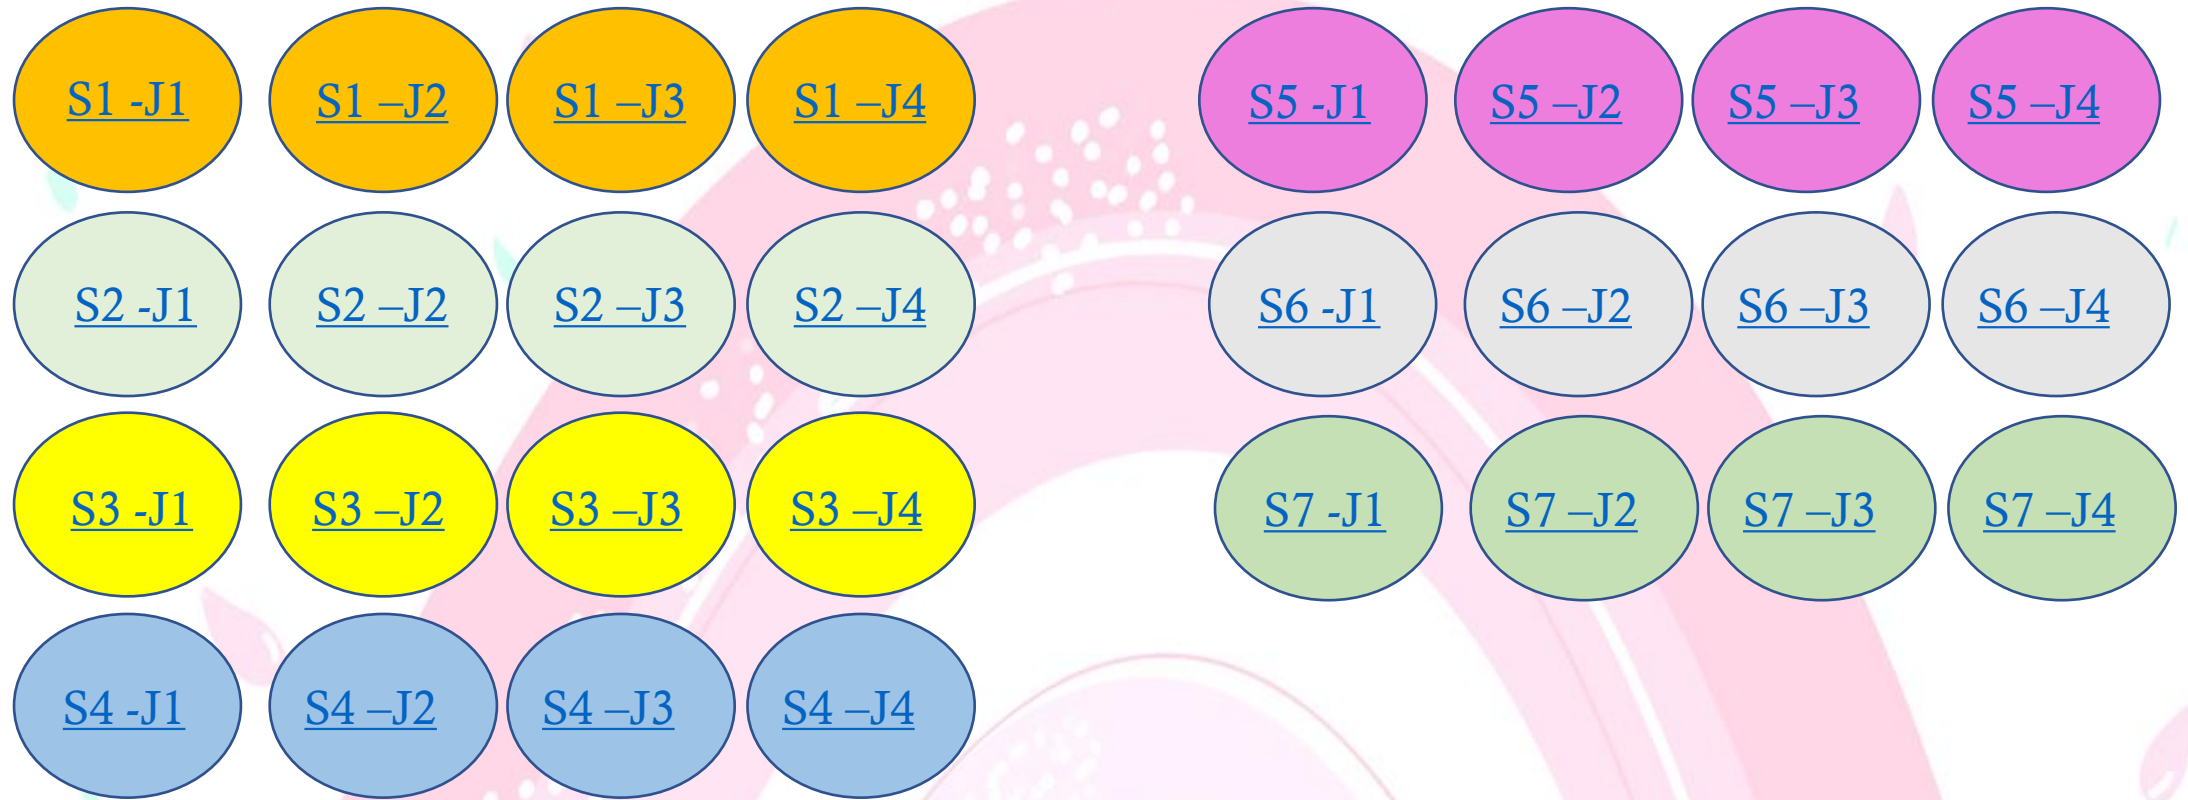 S1 -J1 S1 –J2 S1 –J3 S1 –J4
S2 -J1 S2 –J2 S2 –J3 S2 –J4
S3 -J1 S3 –J2 S3 –J3 S3 –J4
S4 -J1 S4 –J2 S4 –J3 S4 –J4
S5 -J1 S5 –J2 S5 –J3 S5 –J4
S6 -J1 S6 –J2 S6 –J3 S6 –J4
S7 -J1 S7 –J2 S7 –J3 S7 –J4